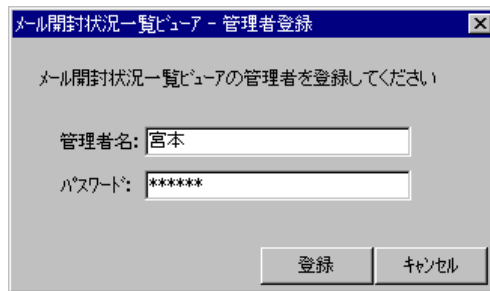 メール開封状況一覧ビューア - 管理者登録
メール開封状況一覧ビューアの管理者を登録してください
管理者名: 宮本
パスワード: ******
登録 キャンセル